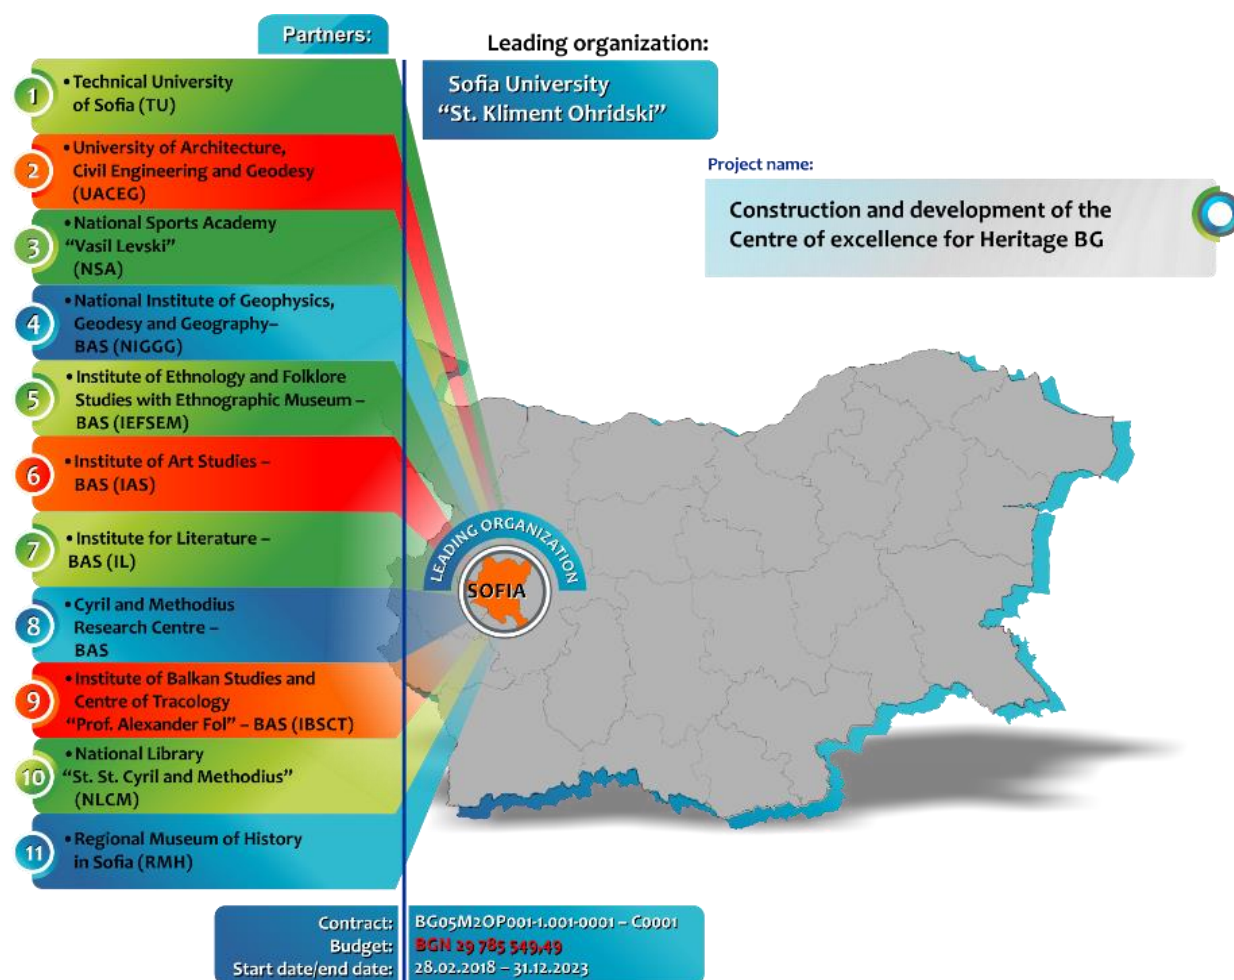 Partners:
1
• Technical University
of Sofia (TU)
2
• University of Architecture,
Civil Engineering and Geodesy
(UACEG)
3
• National Sports Academy
“Vasil Levski”
(NSA)
4
• National Institute of Geophysics,
Geodesy and Geography–
BAS (NIGGG)
5
• Institute of Ethnology and Folklore
Studies with Ethnographic Museum –
BAS (IEFSEM)
6
• Institute of Art Studies –
BAS (IAS)
7
• Institute for Literature –
BAS (IL)
8
• Cyril and Methodius
Research Centre –
BAS
9
• Institute of Balkan Studies and
Centre of Tracology
“Prof. Alexander Fol” – BAS (IBSCT)
10
• National Library
“St. St. Cyril and Methodius”
(NLCM)
11
• Regional Museum of History
in Sofia (RMH)
Leading organization:
Sofia University
“St. Kliment Ohridski”
Project name:
Construction and development of the
Centre of excellence for Heritage BG
LEADING ORGANIZATION
SOFIA
Contract: BG05M2OP001-1.001-0001 – C0001
Budget: BGN 29 785 549,49
Start date/end date: 28.02.2018 – 31.12.2023